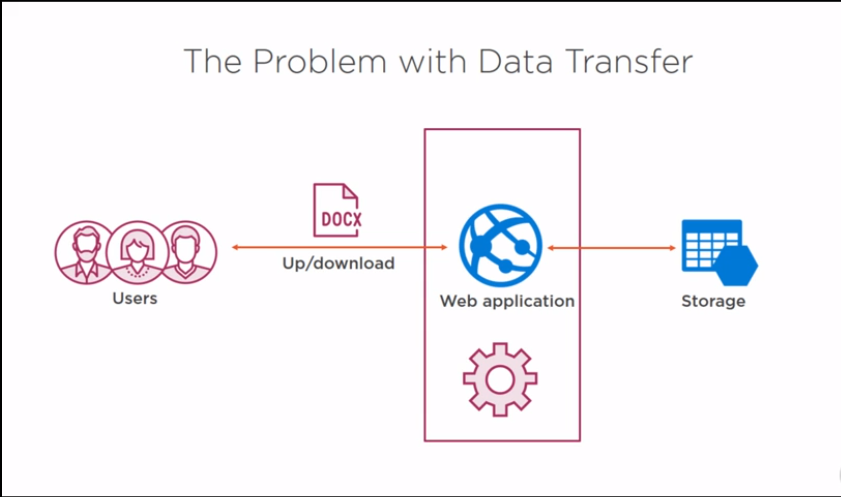 The Problem with Data Transfer
DOCX
Up/download
Users
Web application
Storage